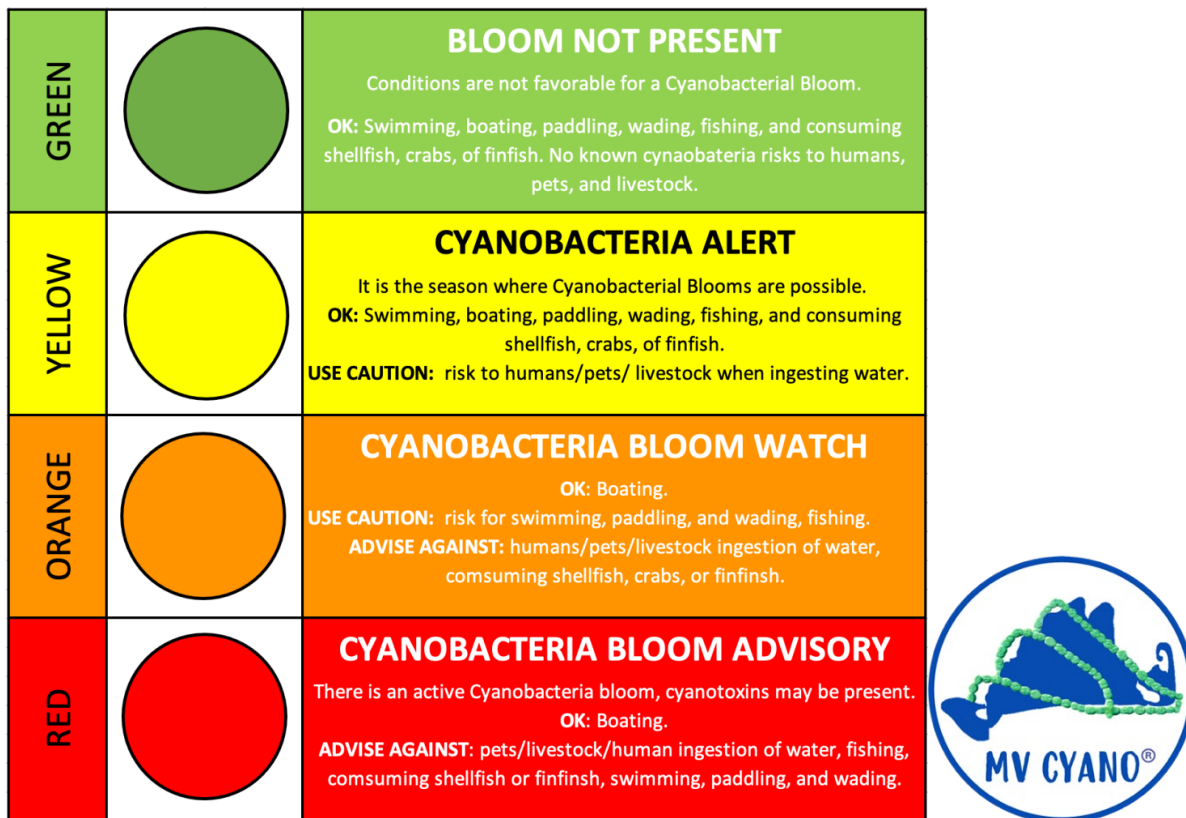 GREEN
BLOOM NOT PRESENT
Conditions are not favorable for a Cyanobacterial Bloom.
OK: Swimming, boating, paddling, wading, fishing, and consuming
shellfish, crabs, of finfish. No known cynaobateria risks to humans,
pets, and livestock.
YELLOW
CYANOBACTERIA ALERT
It is the season where Cyanobacterial Blooms are possible.
OK: Swimming, boating, paddling, wading, fishing, and consuming
shellfish, crabs, of finfish.
USE CAUTION: risk to humans/pets/ livestock when ingesting water.
ORANGE
CYANOBACTERIA BLOOM WATCH
OK: Boating.
USE CAUTION: risk for swimming, paddling, and wading, fishing.
ADVISE AGAINST: humans/pets/livestock ingestion of water,
comsuming shellfish, crabs, or finfinsh.
RED
CYANOBACTERIA BLOOM ADVISORY
There is an active Cyanobacteria bloom, cyanotoxins may be present.
OK: Boating.
ADVISE AGAINST: pets/livestock/human ingestion of water, fishing,
comsuming shellfish or finfinsh, swimming, paddling, and wading.
MV CYANO®